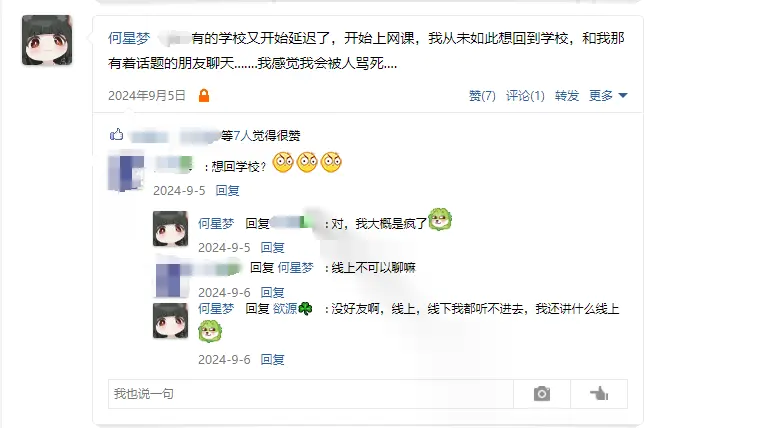 何星梦 有的学校又开始延迟了，开始上网课，我从未如此想回到学校，和我那
有着话题的朋友聊天.......我感觉我会被人骂死....
2024年9月5日 赞(7) 评论(1) 转发 更多
等7人觉得很赞
：想回学校？
2024-9-5 回复
何星梦 回复 ：对，我大概是疯了
2024-9-5 回复
回复 何星梦 ：线上不可以聊嘛
2024-9-6 回复
何星梦 回复 欲源 ：没好友啊，线上，线下我都听不进去，我还讲什么线上
2024-9-6 回复
我也说一句